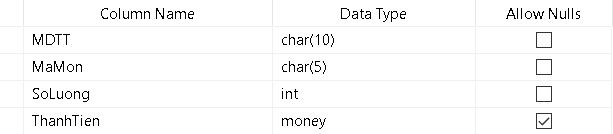 Column Name Data Type Allow Nulls
MDTT char(10)
MaMon char(5)
SoLuong int
ThanhTien money